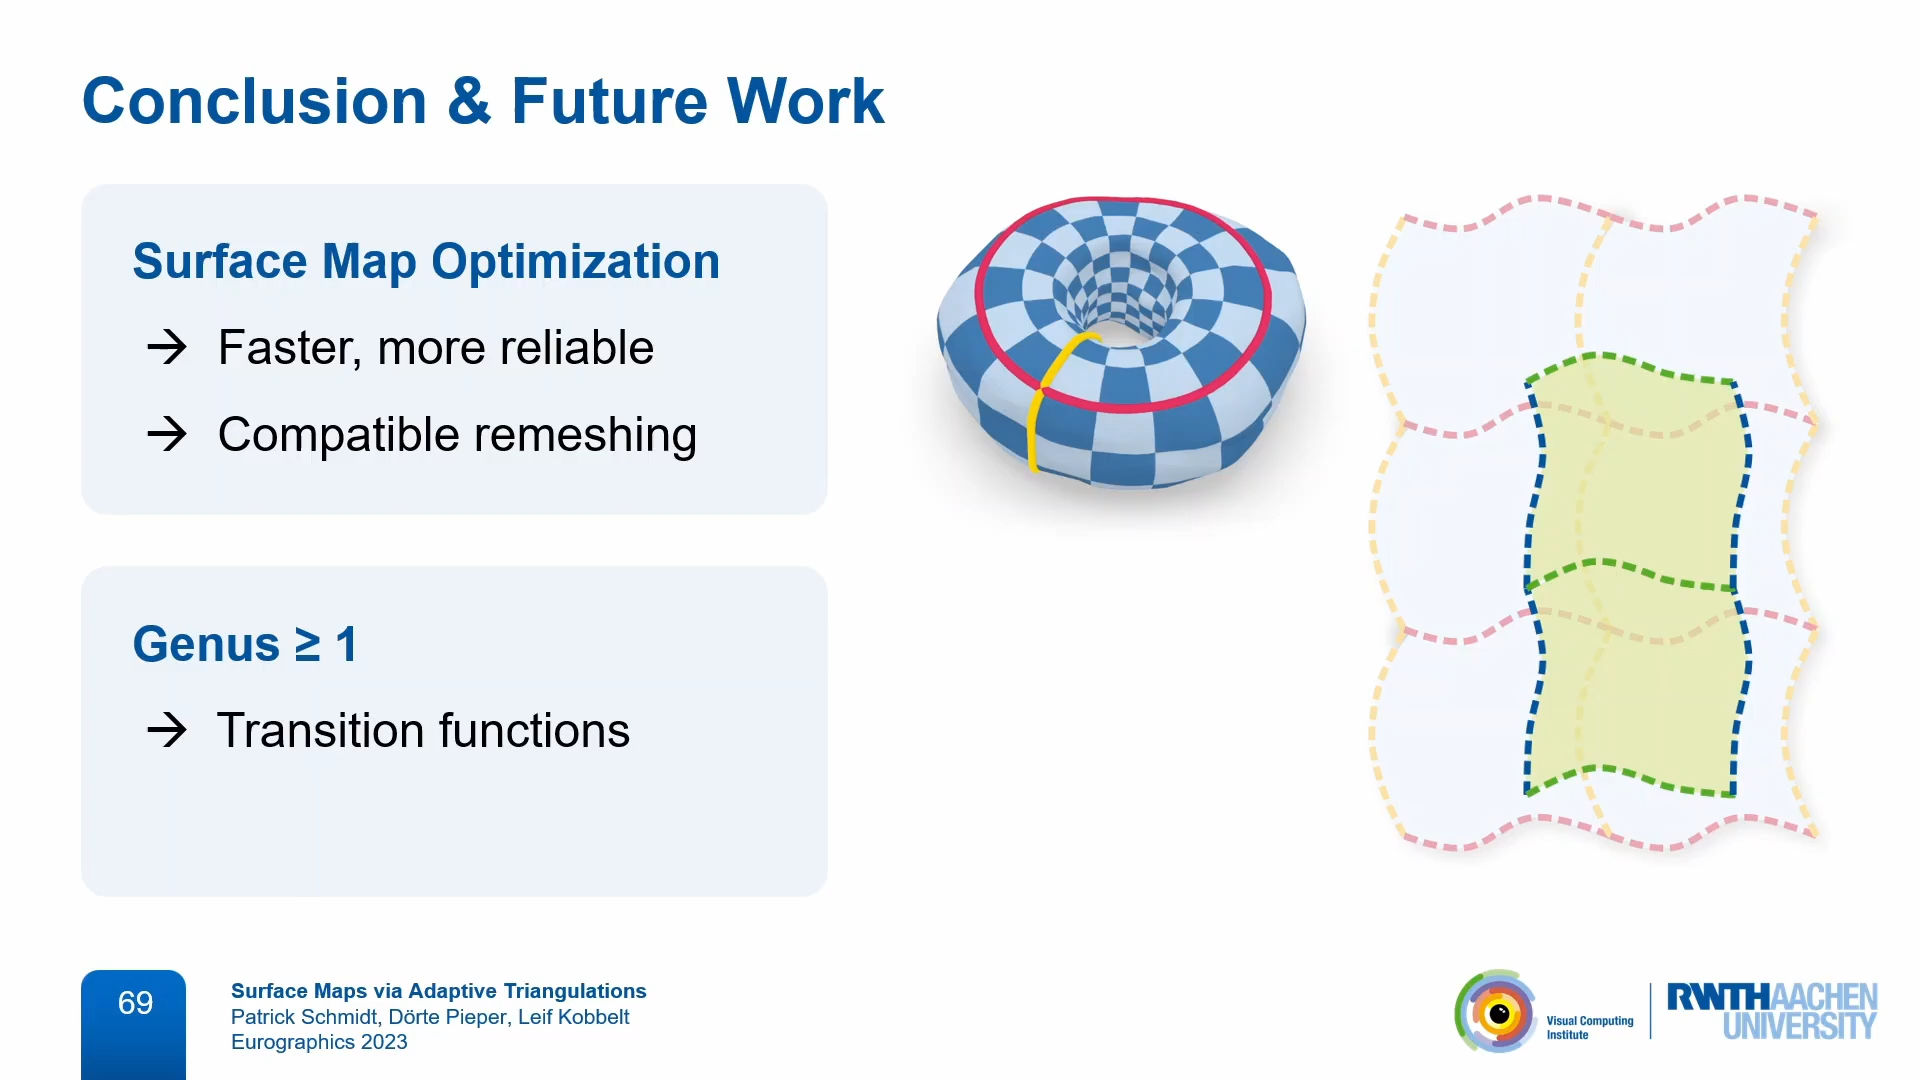 Conclusion & Future Work
Surface Map Optimization
→ Faster, more reliable
→ Compatible remeshing
Genus ≥ 1
→ Transition functions
69
Surface Maps via Adaptive Triangulations
Patrick Schmidt, Dörte Pieper, Leif Kobbelt
Eurographics 2023
Visual Computing
Institute
RWTHAACHEN
UNIVERSITY